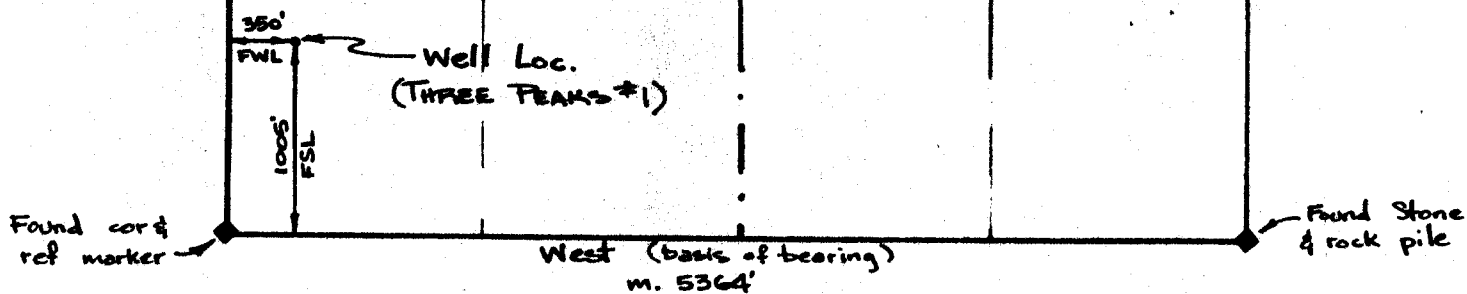 350'
FWL
Well Loc.
(THREE PEAKS #1)
1005'
FSL
Found cor &
ref marker
Found Stone
& rock pile
West (basis of bearing)
m. 5364'